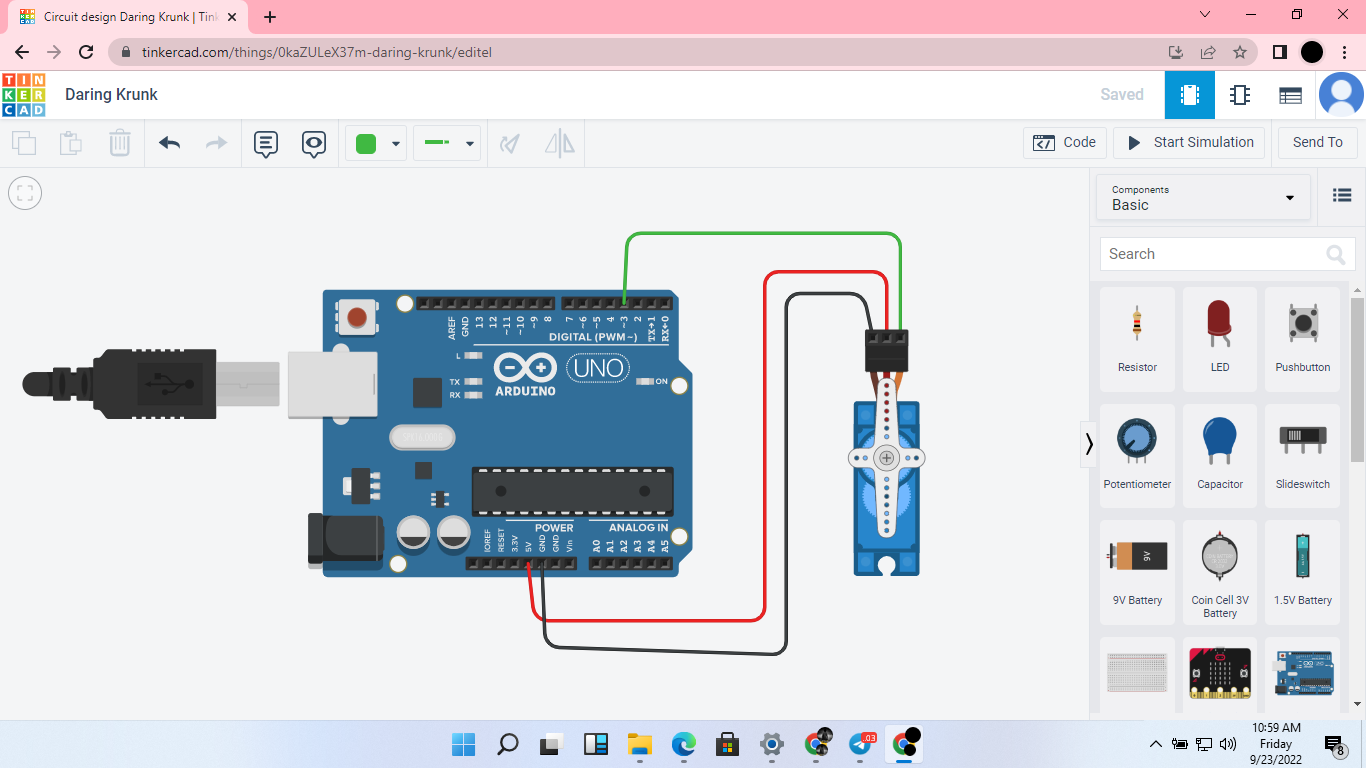 Circuit design Daring Krunk | Tink
tinkercad.com/things/0kaZULeX37m-daring-krunk/editel
TIN
KER
CAD
Daring Krunk
Saved
Code
Start Simulation
Send To
Components
Basic
Search
Resistor
LED
Pushbutton
Potentiometer
Capacitor
Slideswitch
9V
9V Battery
Coin Cell 3V
Battery
1.5V Battery
AREF
GND
13
12
~11
~10
~9
8
7
~6
~5
4
~3
2
TX→1
RX←0
DIGITAL (PWM~)
L
TX
RX
ARDUINO
UNO
ON
POWER
ANALOG IN
IOREF
RESET
3.3V
5V
GND
GND
Vin
A0
A1
A2
A3
A4
A5
03
10:59 AM
Friday
9/23/2022
8